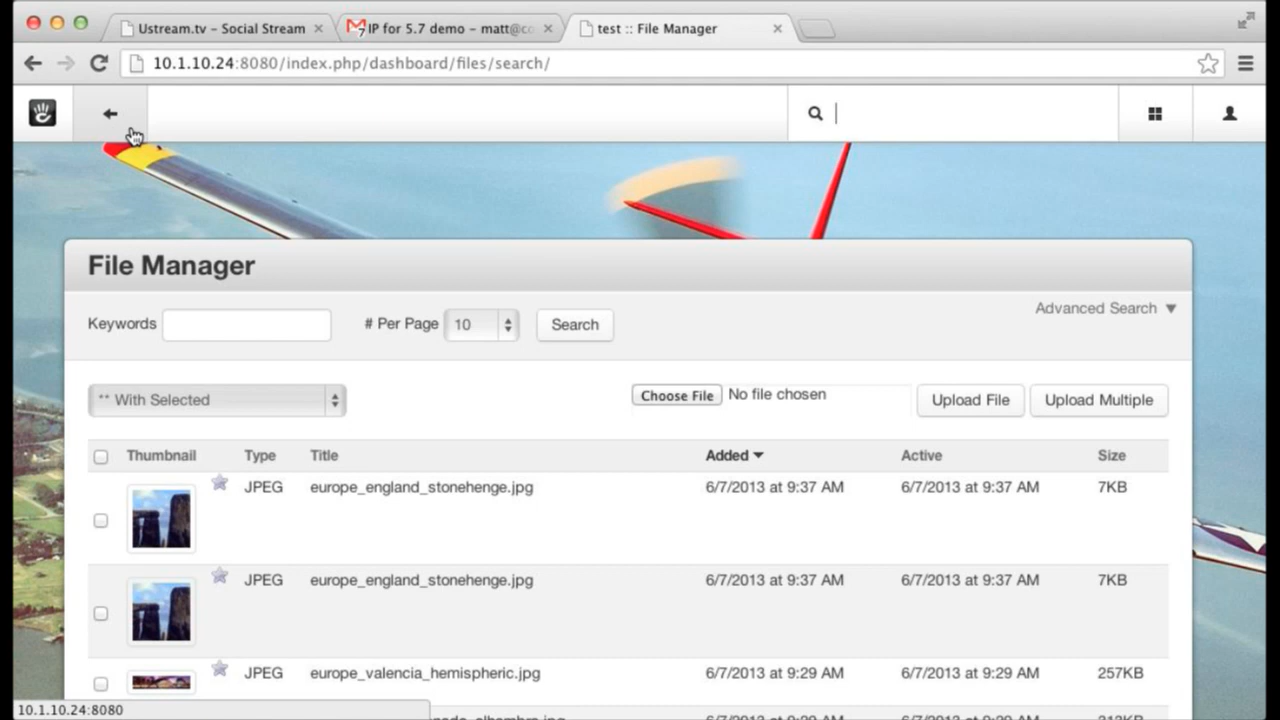 Ustream.tv – Social Stream
IP for 5.7 demo – matt@co
test :: File Manager
10.1.10.24:8080/index.php/dashboard/files/search/
File Manager
Advanced Search
Keywords
# Per Page
10
Search
** With Selected
Choose File
No file chosen
Upload File
Upload Multiple
Thumbnail Type Title Added Active Size
JPEG europe_england_stonehenge.jpg 6/7/2013 at 9:37 AM 6/7/2013 at 9:37 AM 7KB
JPEG europe_england_stonehenge.jpg 6/7/2013 at 9:37 AM 6/7/2013 at 9:37 AM 7KB
JPEG europe_valencia_hemispheric.jpg 6/7/2013 at 9:29 AM 6/7/2013 at 9:29 AM 257KB
10.1.10.24:8080